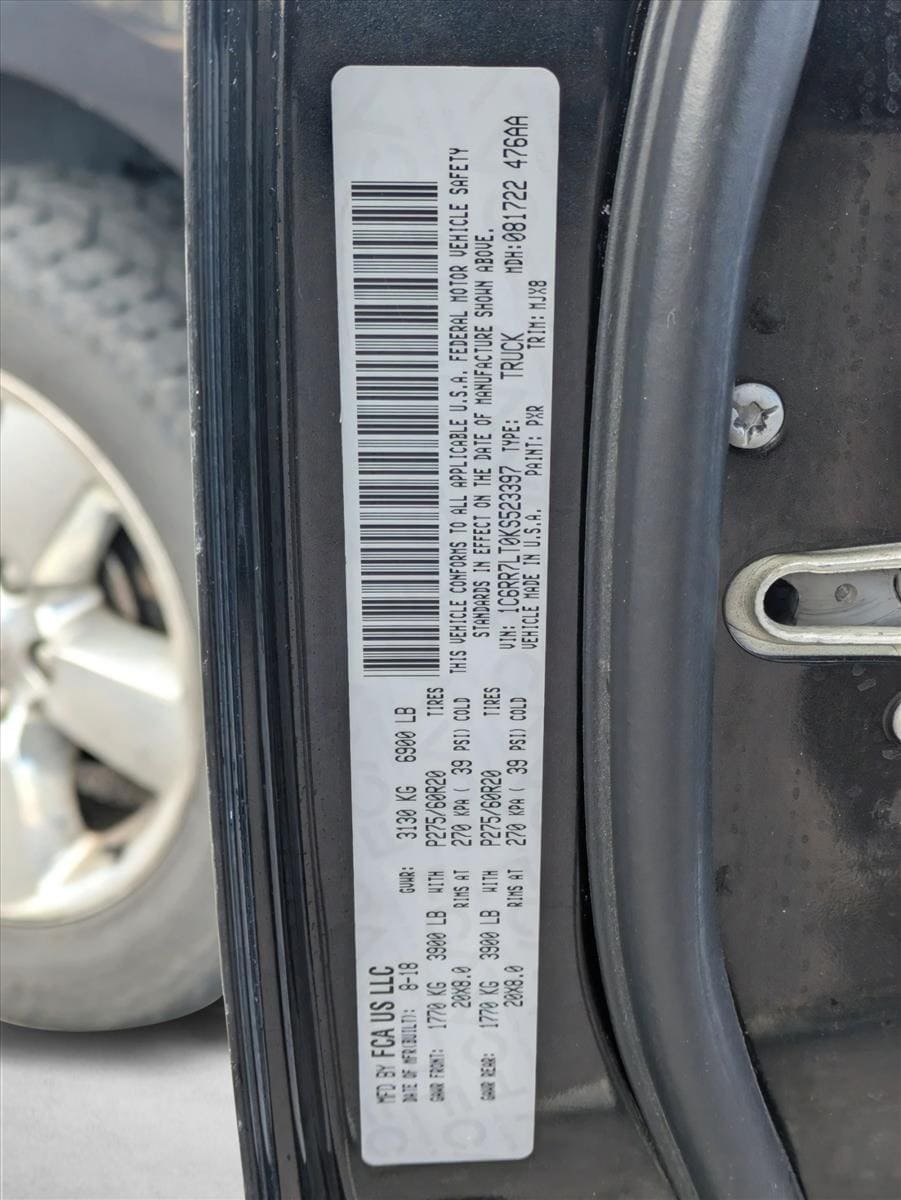 MFD BY FCA US LLC
DATE OF MFR(BUILT): 8-18 GVWR: 3130 KG 6900 LB
GAWR FRONT: 1770 KG 3900 LB WITH P275/60R20 TIRES
20X8.0 RIMS AT 270 KPA( 39 PSI) COLD
GAWR REAR: 1770 KG 3900 LB WITH P275/60R20 TIRES
20X8.0 RIMS AT 270 KPA( 39 PSI) COLD
THIS VEHICLE CONFORMS TO ALL APPLICABLE U.S.A. FEDERAL MOTOR VEHICLE SAFETY
STANDARDS IN EFFECT ON THE DATE OF MANUFACTURE SHOWN ABOVE.
VIN: 1C6RR7LT0KS523397 TYPE: TRUCK MDH:081722 476AA
VEHICLE MADE IN U.S.A. PAINT: PXR TRIM: MJX8